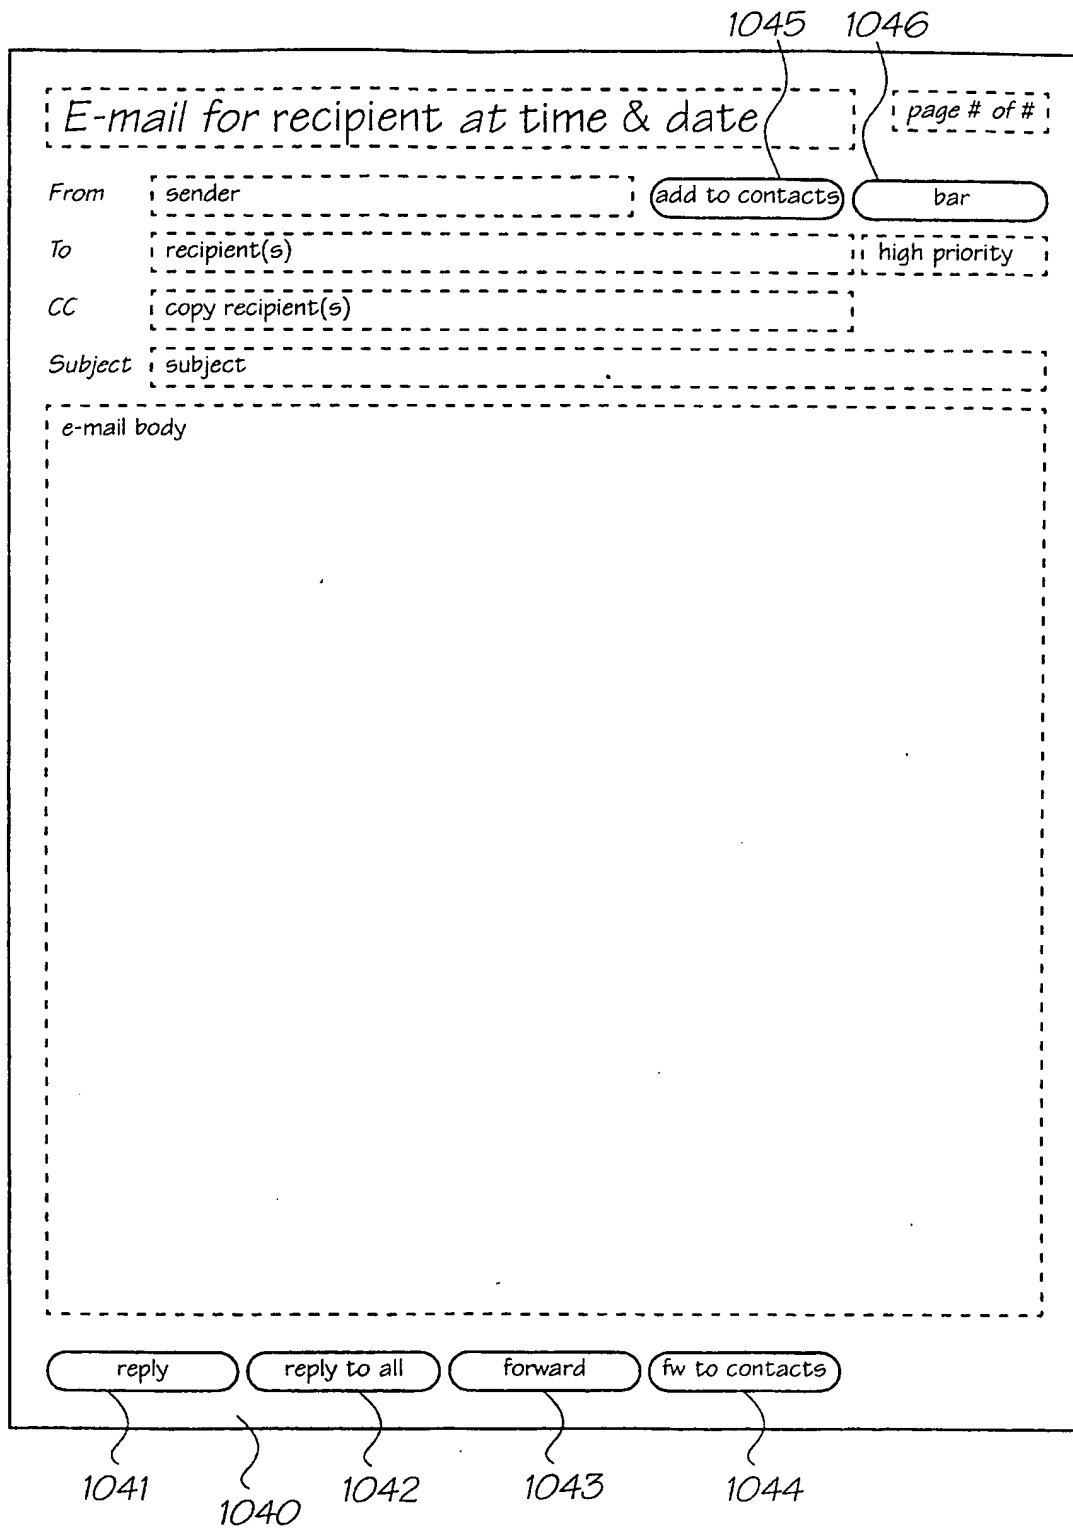 1045 1046
E-mail for recipient at time & date page # of #
From sender add to contacts bar
To recipient(s) high priority
CC copy recipient(s)
Subject subject
e-mail body
reply reply to all forward fw to contacts
1041 1040 1042 1043 1044